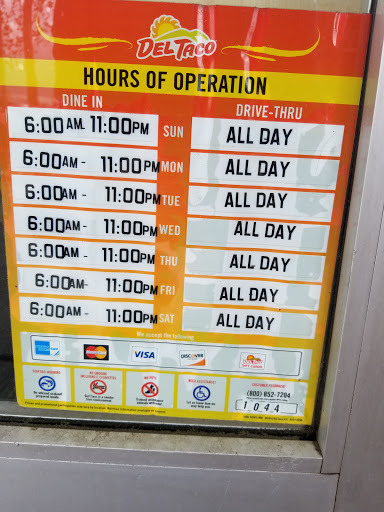 DEL TACO
HOURS OF OPERATION
DINE IN DRIVE-THRU
6:00AM. 11:00PM SUN ALL DAY
6:00AM- 11:00PM MON ALL DAY
6:00AM- 11:00PM TUE ALL DAY
6:00AM- 11:00PM WED ALL DAY
6:00AM- 11:00PM THU ALL DAY
6:00AM- 11:00PM FRI ALL DAY
6:00AM- 11:00PM SAT ALL DAY
We accept the following
VISA DISCOVER
NO PETS
(800) 852-7204
1044